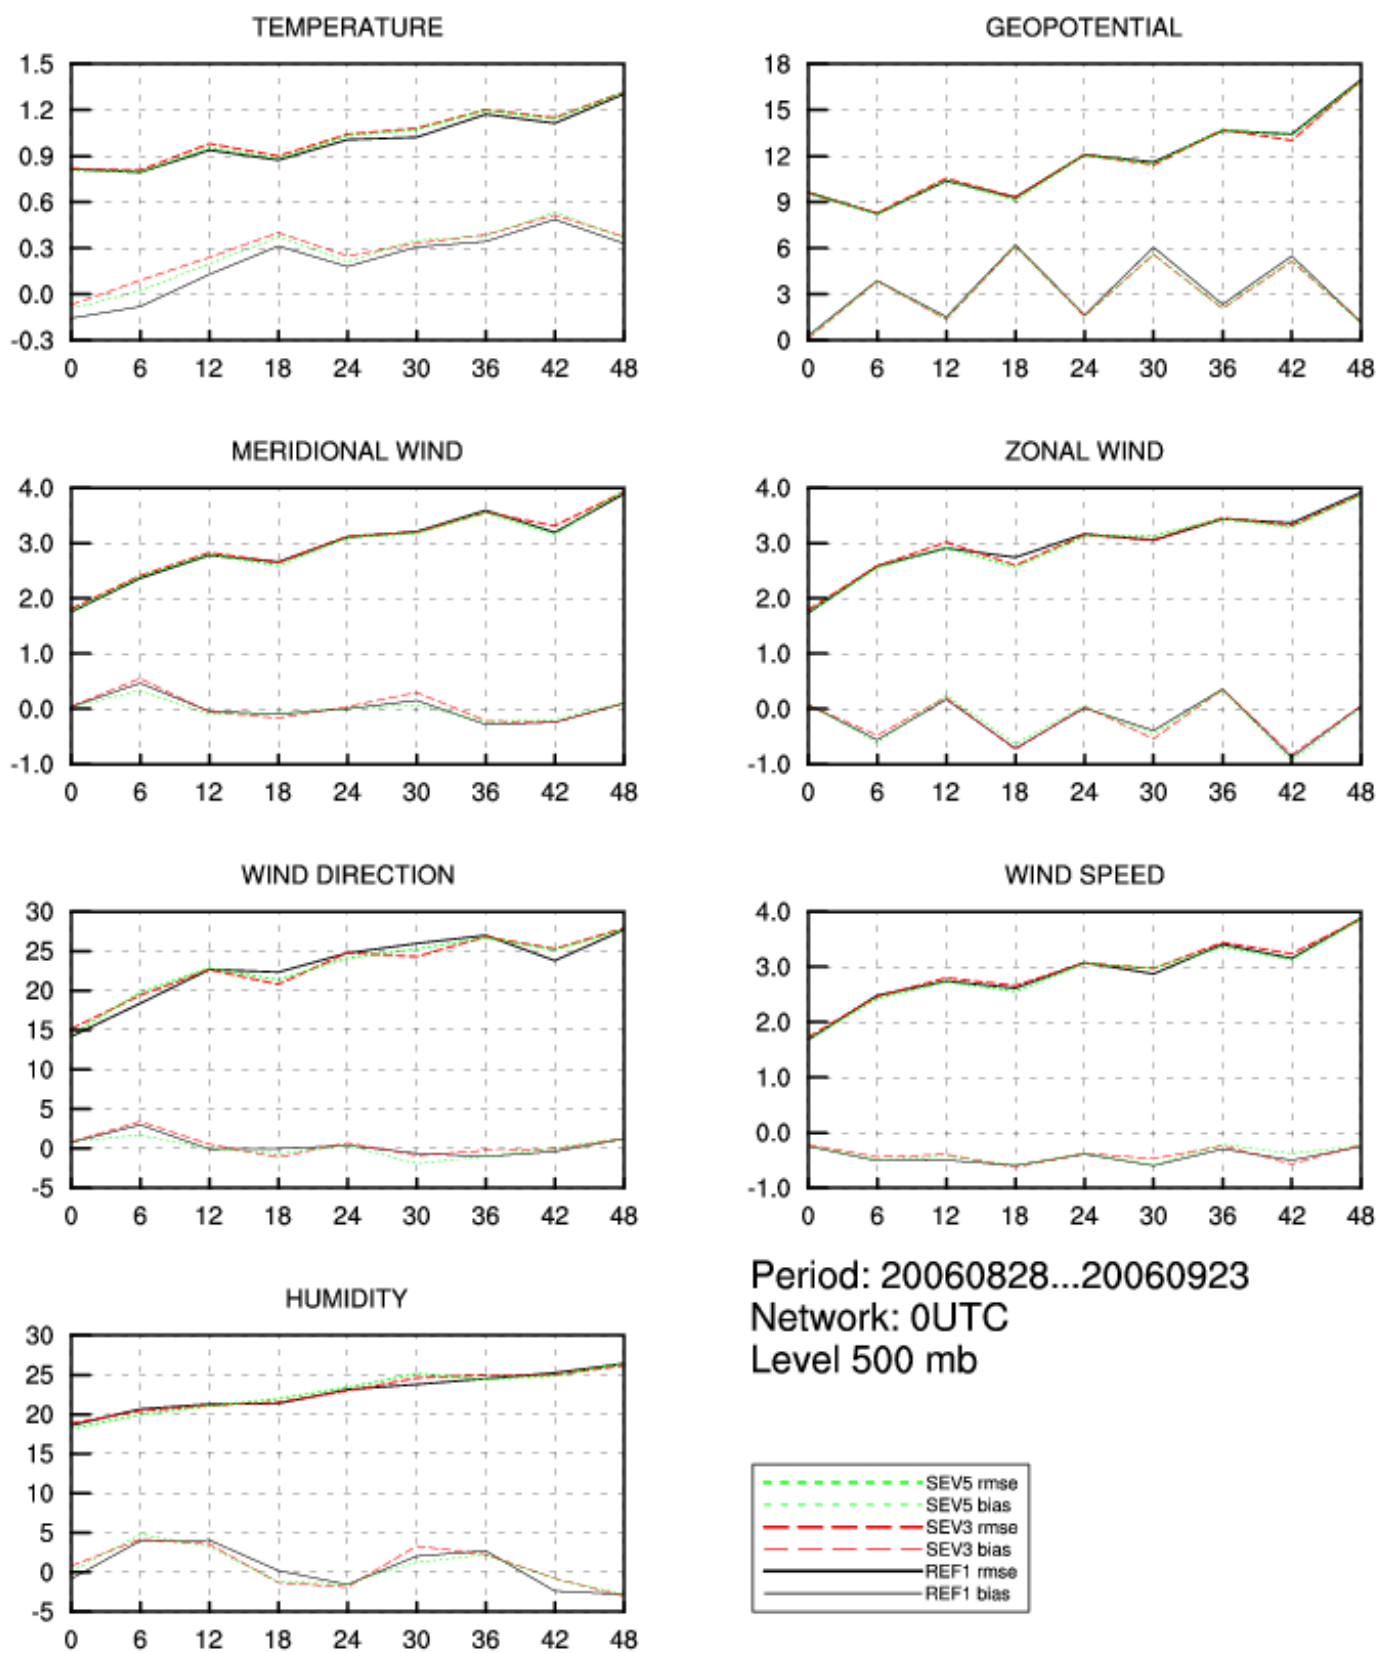 TEMPERATURE
1.5
1.2
0.9
0.6
0.3
0.0
-0.3
0 6 12 18 24 30 36 42 48
GEOPOTENTIAL
18
15
12
9
6
3
0
0 6 12 18 24 30 36 42 48
MERIDIONAL WIND
4.0
3.0
2.0
1.0
0.0
-1.0
0 6 12 18 24 30 36 42 48
ZONAL WIND
4.0
3.0
2.0
1.0
0.0
-1.0
0 6 12 18 24 30 36 42 48
WIND DIRECTION
30
25
20
15
10
5
0
-5
0 6 12 18 24 30 36 42 48
WIND SPEED
4.0
3.0
2.0
1.0
0.0
-1.0
0 6 12 18 24 30 36 42 48
HUMIDITY
30
25
20
15
10
5
0
-5
0 6 12 18 24 30 36 42 48
Period: 20060828...20060923
Network: 0UTC
Level 500 mb
SEV5 rmse
SEV5 bias
SEV3 rmse
SEV3 bias
REF1 rmse
REF1 bias